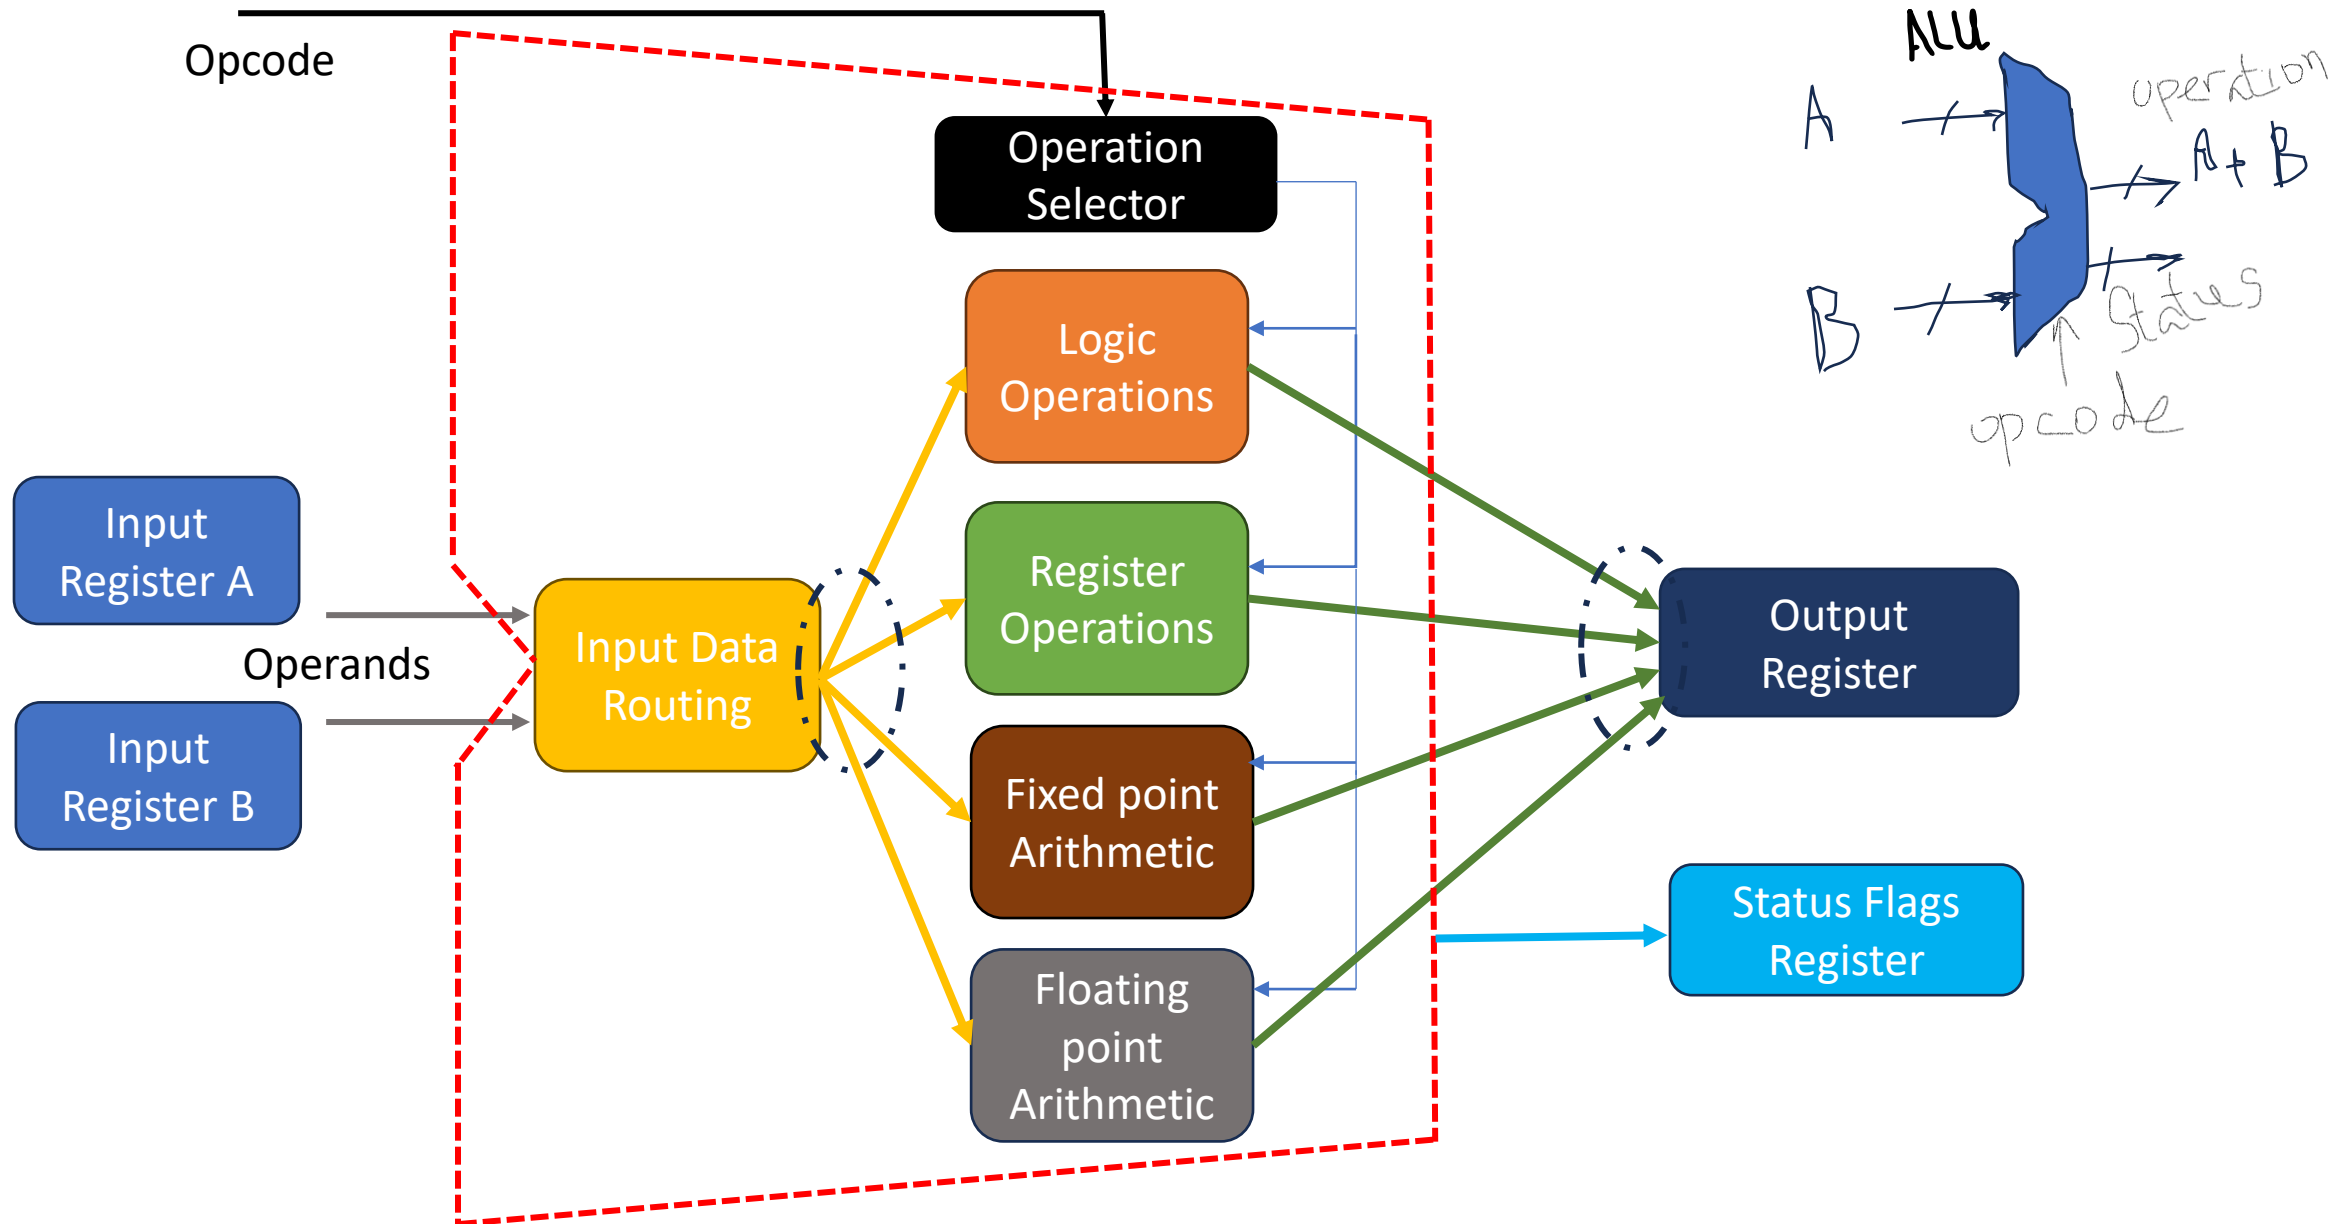 Opcode
Operation
Selector
Logic
Operations
Register
Operations
Fixed point
Arithmetic
Floating
point
Arithmetic
Input
Register A
Operands
Input
Register B
Input Data
Routing
Output
Register
Status Flags
Register
ALU
A
B
operation
A + B
Status
opcode